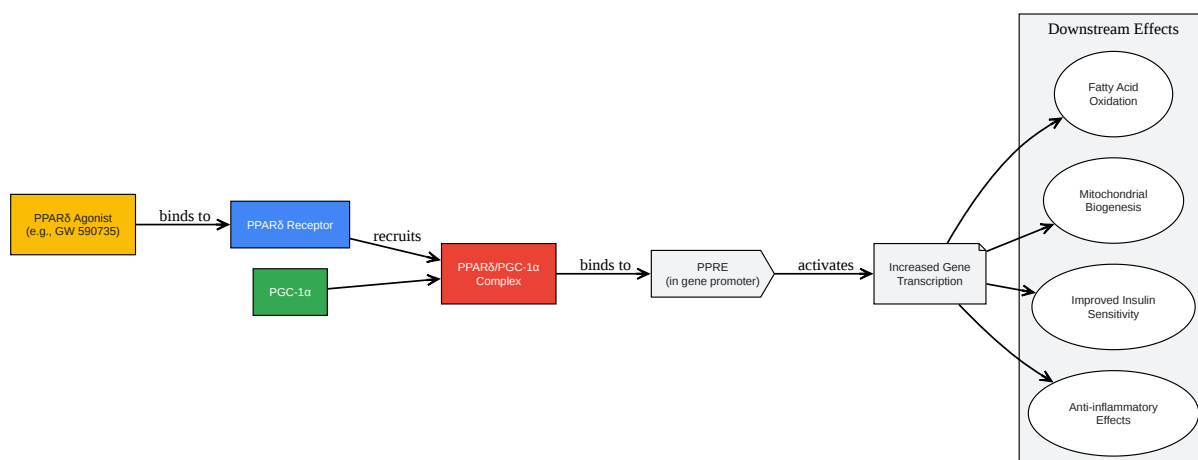 PPARδ Agonist
(e.g., GW 590735)
binds to
PPARδ Receptor
recruits
PGC-1α
PPARδ/PGC-1α
Complex
binds to
PPRE
(in gene promoter)
activates
Increased Gene
Transcription
Downstream Effects
Fatty Acid
Oxidation
Mitochondrial
Biogenesis
Improved Insulin
Sensitivity
Anti-inflammatory
Effects